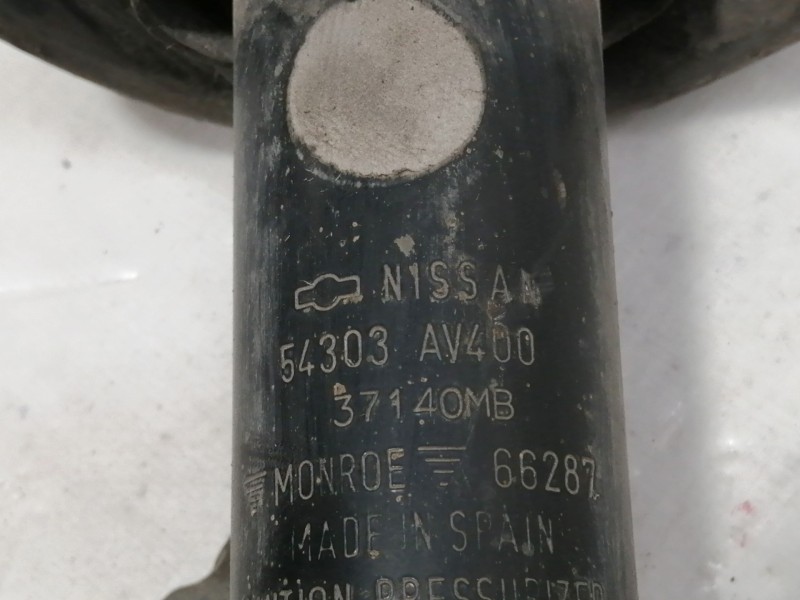 NISSAN
54303 AV400
37140MB
MONROE 66287
MADE IN SPAIN